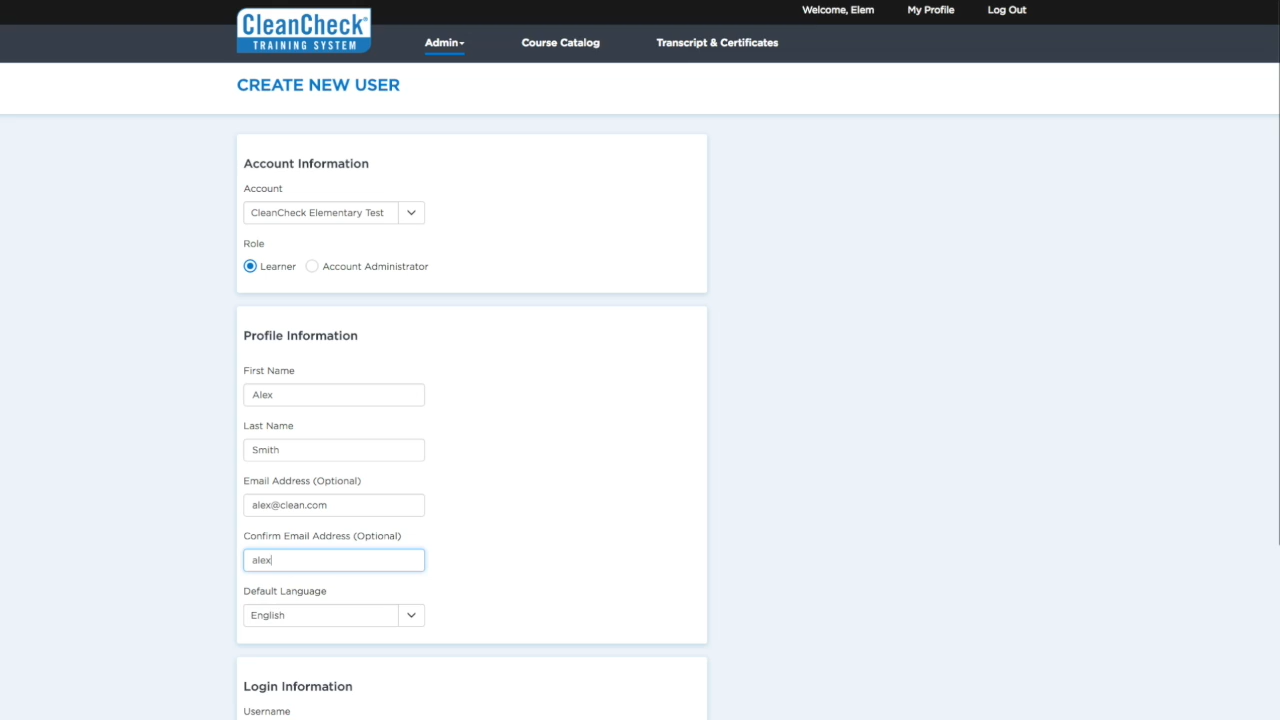 Welcome, Elem My Profile Log Out
CleanCheck®
TRAINING SYSTEM
Admin Course Catalog Transcript & Certificates
CREATE NEW USER
Account Information
Account
CleanCheck Elementary Test
Role
Learner Account Administrator
Profile Information
First Name
Alex
Last Name
Smith
Email Address (Optional)
alex@clean.com
Confirm Email Address (Optional)
alex
Default Language
English
Login Information
Username